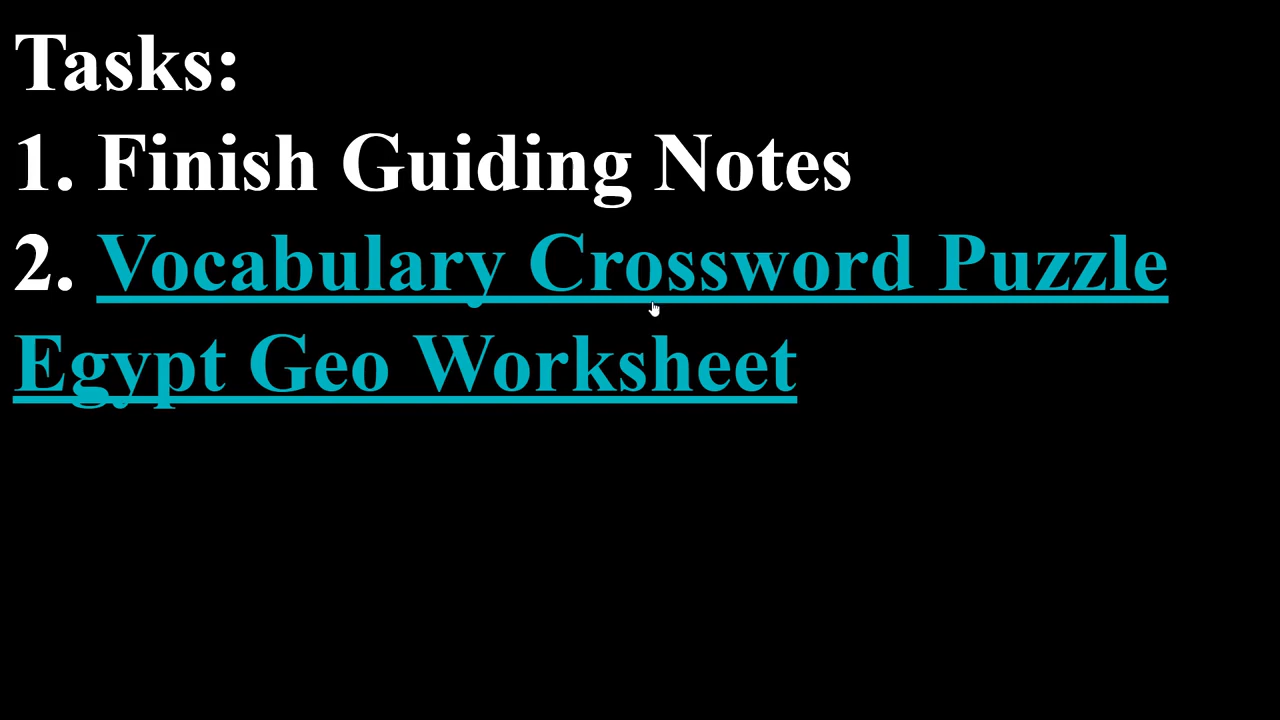 Tasks:
1. Finish Guiding Notes
2. Vocabulary Crossword Puzzle
Egypt Geo Worksheet